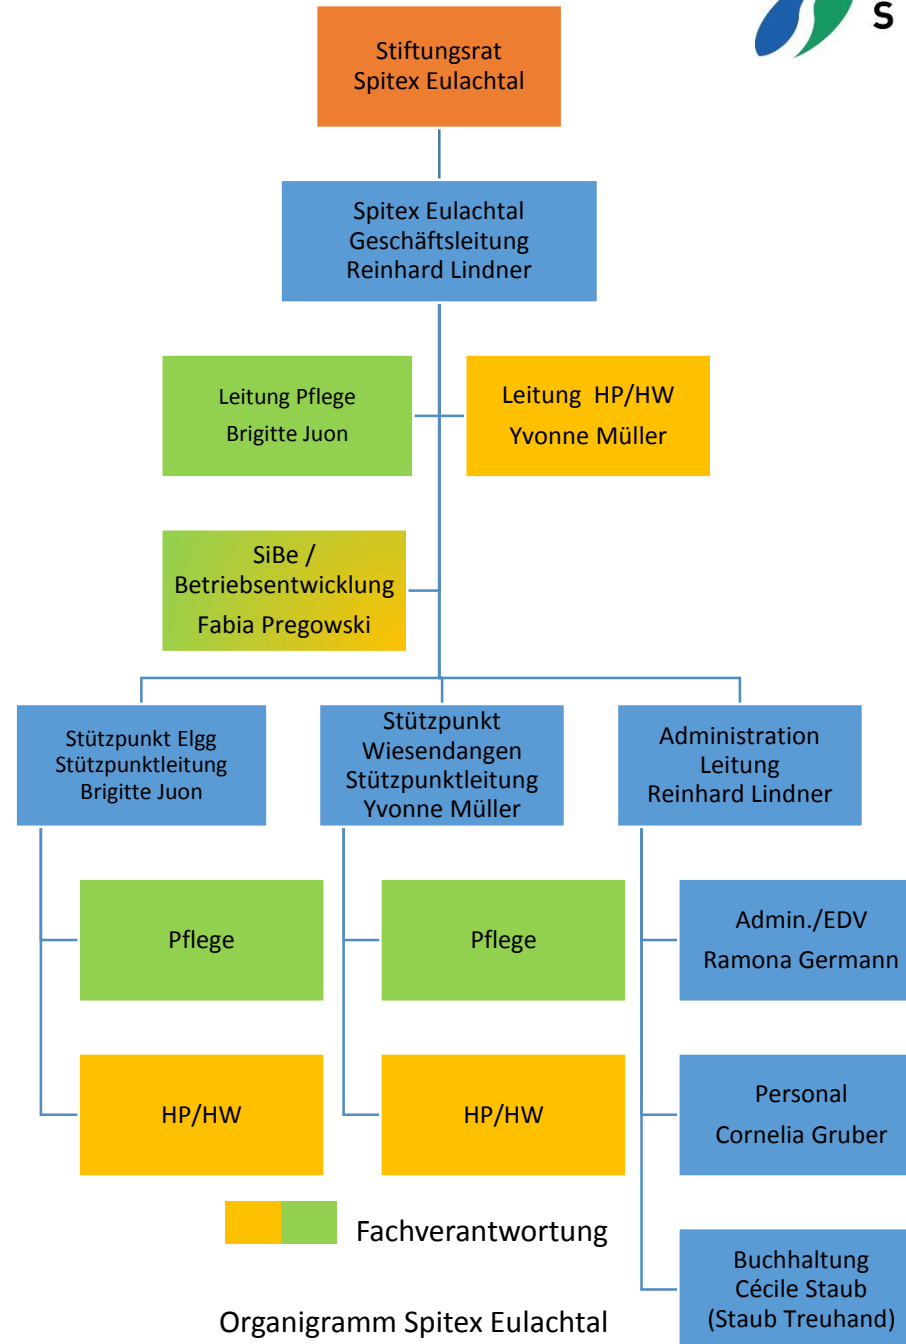 S
Stiftungsrat
Spitex Eulachtal
Spitex Eulachtal
Geschäftsleitung
Reinhard Lindner
Leitung Pflege
Brigitte Juon
Leitung HP/HW
Yvonne Müller
SiBe /
Betriebsentwicklung
Fabia Pregowski
Stützpunkt Elgg
Stützpunktleitung
Brigitte Juon
Stützpunkt
Wiesendangen
Stützpunktleitung
Yvonne Müller
Administration
Leitung
Reinhard Lindner
Pflege
Pflege
Admin./EDV
Ramona Germann
HP/HW
HP/HW
Personal
Cornelia Gruber
Fachverantwortung
Buchhaltung
Cécile Staub
(Staub Treuhand)
Organigramm Spitex Eulachtal